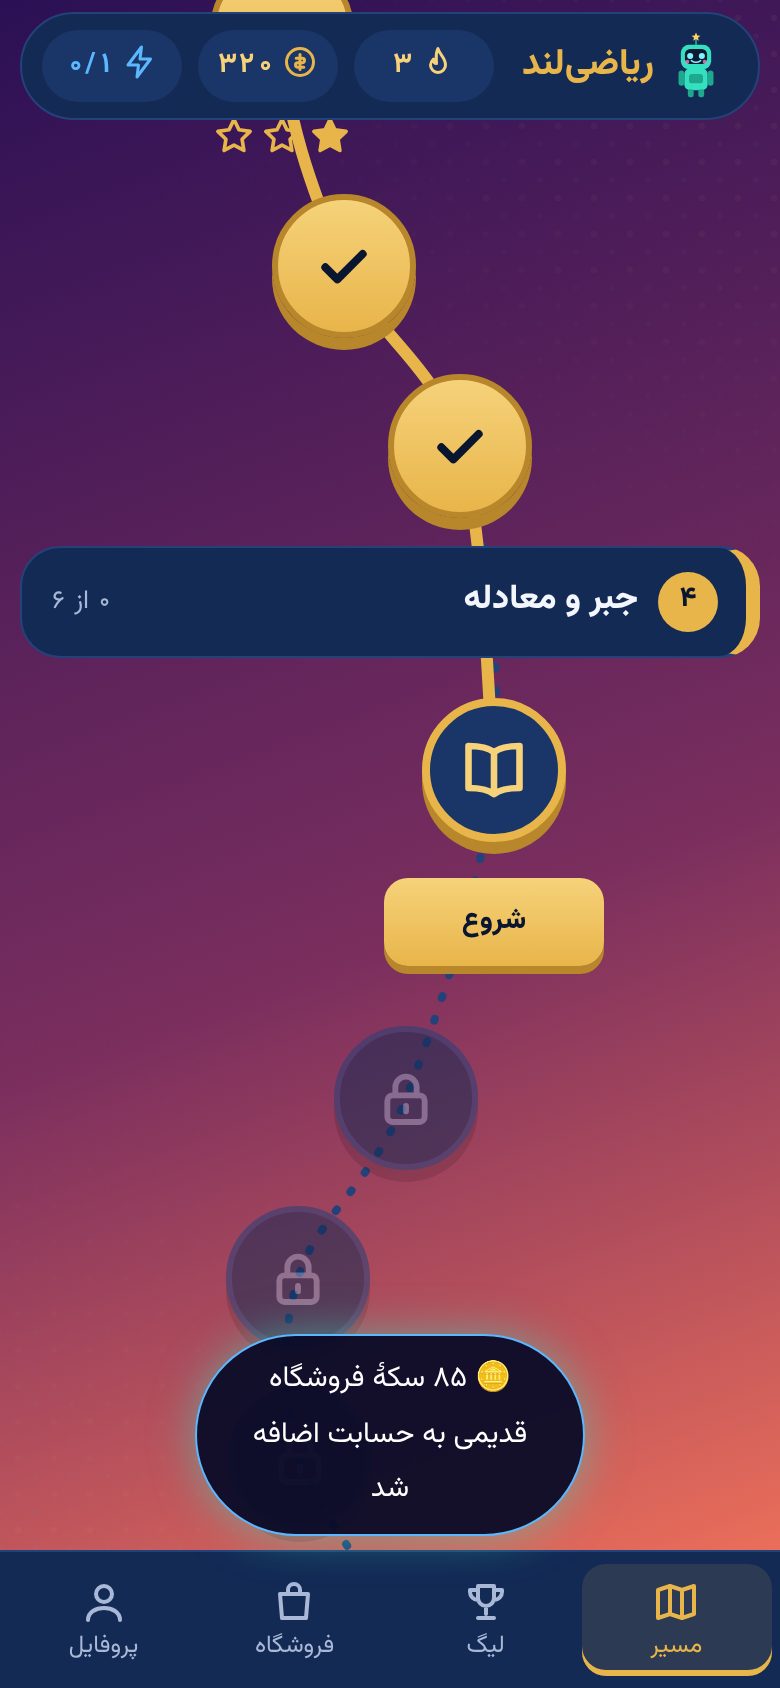 ریاضی‌لند
۳
۳۲۰
۰/۱
۴
جبر و معادله
۰ از ۶
شروع
🪙 ۸۵ سکهٔ فروشگاه
قدیمی به حسابت اضافه
شد
مسیر
لیگ
فروشگاه
پروفایل